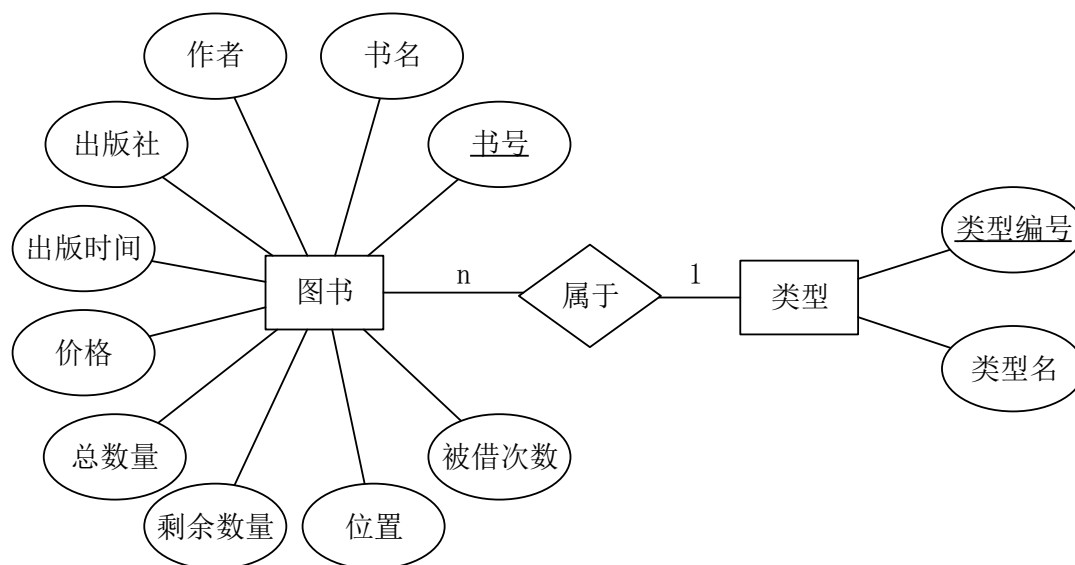 作者
书名
出版社
书号
出版时间
类型编号
图书
n
属于
1
类型
价格
类型名
总数量
被借次数
剩余数量
位置